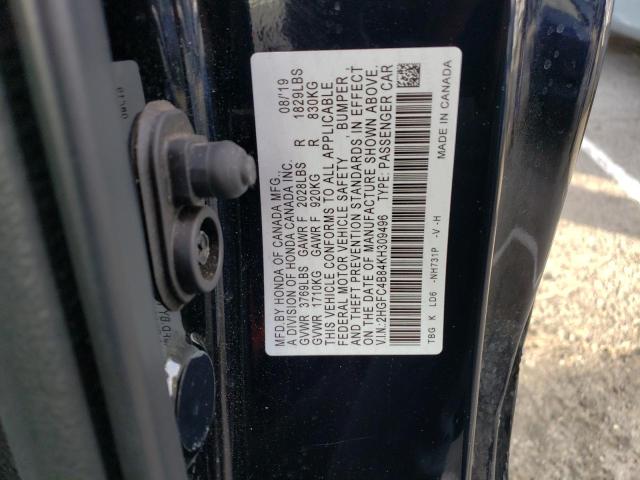 MFD.BY HONDA OF CANADA MFG. 08/19
A DIVISION OF HONDA CANADA INC.
GVWR 3769LBS GAWR F 2028LBS R 1829LBS
GVWR 1710KG GAWR F 920KG R 830KG
THIS VEHICLE CONFORMS TO ALL APPLICABLE
FEDERAL MOTOR VEHICLE SAFETY, BUMPER,
AND THEFT PREVENTION STANDARDS IN EFFECT
ON THE DATE OF MANUFACTURE SHOWN ABOVE.
V.I.N.:2HGFC4B84KH309496 TYPE: PASSENGER CAR
TBG K LD6 -NH731P -V-H
MADE IN CANADA